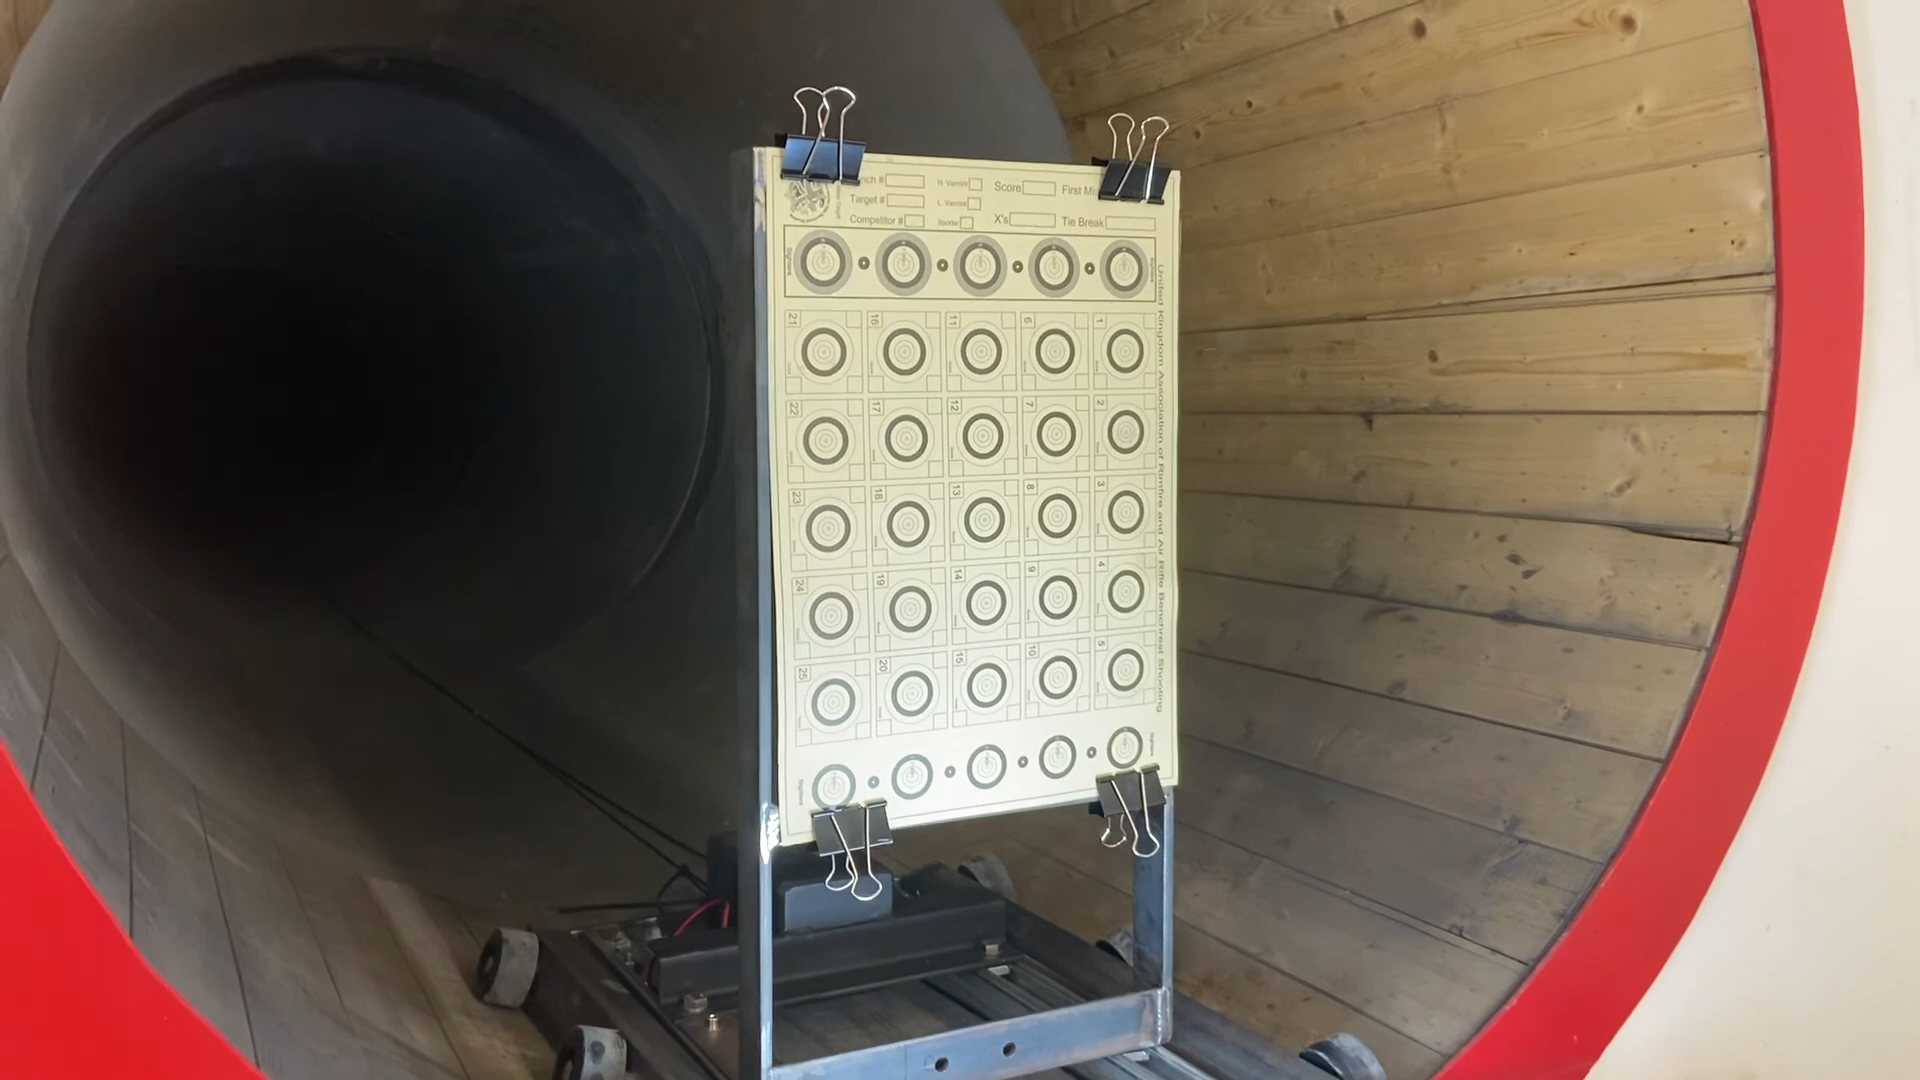 Score
First
Target #
Competitor #
X's
Tie Break
Sighters
21 16 11 6 1
22 17 12 7 2
23 18 13 8 3
24 19 14 9 4
25 20 15 10 5
Sighters
United Kingdom Association of Rimfire and Air Rifle Benchrest Shooting